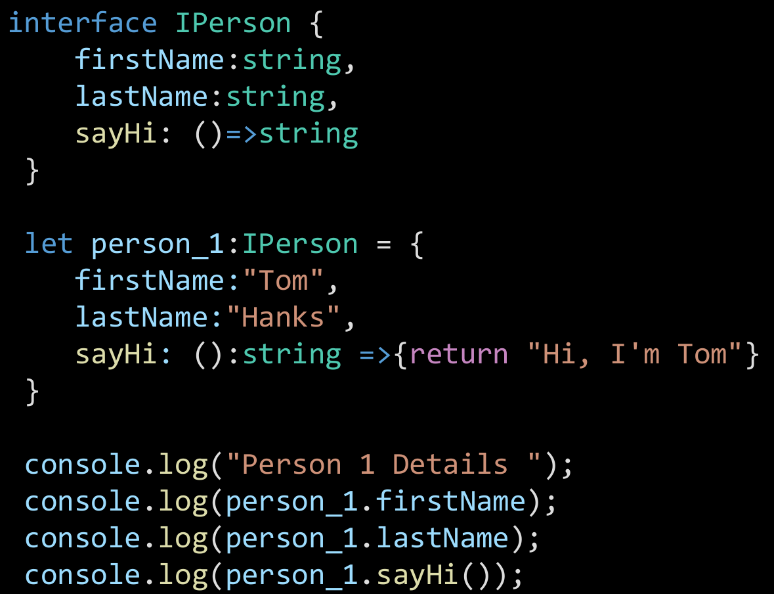 interface IPerson {
    firstName:string,
    lastName:string,
    sayHi: ()=>string
 }

 let person_1:IPerson = {
    firstName:"Tom",
    lastName:"Hanks",
    sayHi: ():string =>{return "Hi, I'm Tom"}
 }

 console.log("Person 1 Details ");
 console.log(person_1.firstName);
 console.log(person_1.lastName);
 console.log(person_1.sayHi());